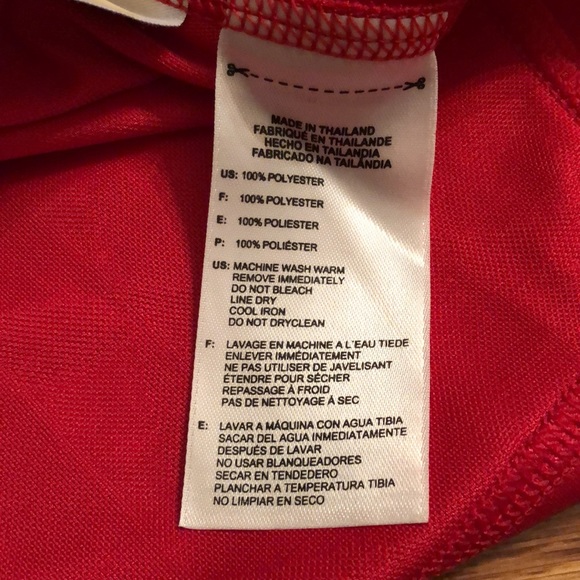 MADE IN THAILAND
FABRIQUÉ EN THAILANDE
HECHO EN TAILANDIA
FABRICADO NA TAILÂNDIA
US: 100% POLYESTER
F: 100% POLYESTER
E: 100% POLIESTER
P: 100% POLIÉSTER
US: MACHINE WASH WARM
REMOVE IMMEDIATELY
DO NOT BLEACH
LINE DRY
COOL IRON
DO NOT DRYCLEAN
F: LAVAGE EN MACHINE A L'EAU TIEDE
ENLEVER IMMÉDIATEMENT
NE PAS UTILISER DE JAVELISANT
ÉTENDRE POUR SÉCHER
REPASSAGE À FROID
PAS DE NETTOYAGE À SEC
E: LAVAR A MÁQUINA CON AGUA TIBIA
SACAR DEL AGUA INMEDIATAMENTE
DESPUÉS DE LAVAR
NO USAR BLANQUEADORES
SECAR EN TENDEDERO
PLANCHAR A TEMPERATURA TIBIA
NO LIMPIAR EN SECO